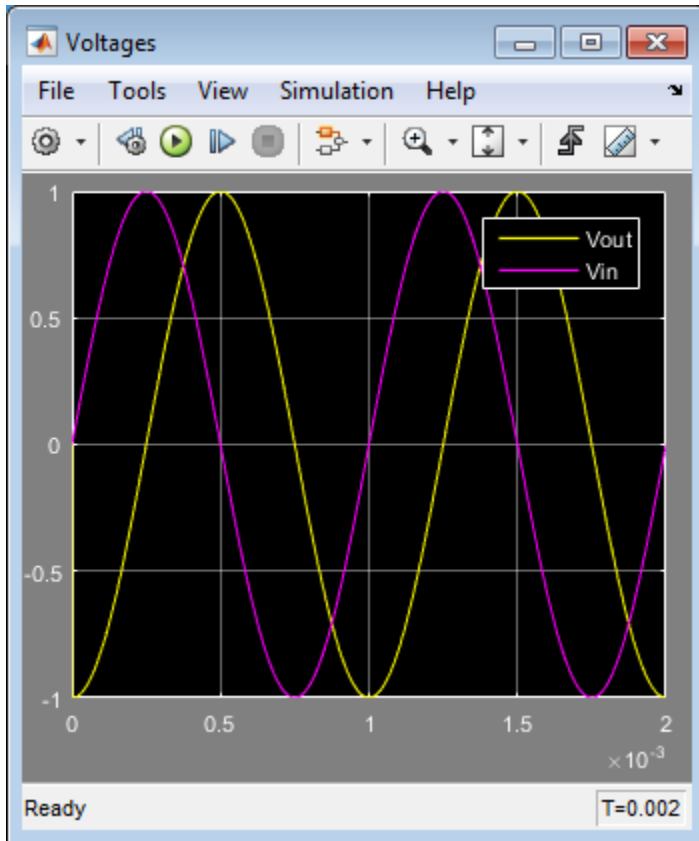 Voltages
File Tools View Simulation Help
Vout
Vin
1
0.5
0
-0.5
-1
0 0.5 1 1.5 2
×10-3
Ready T=0.002